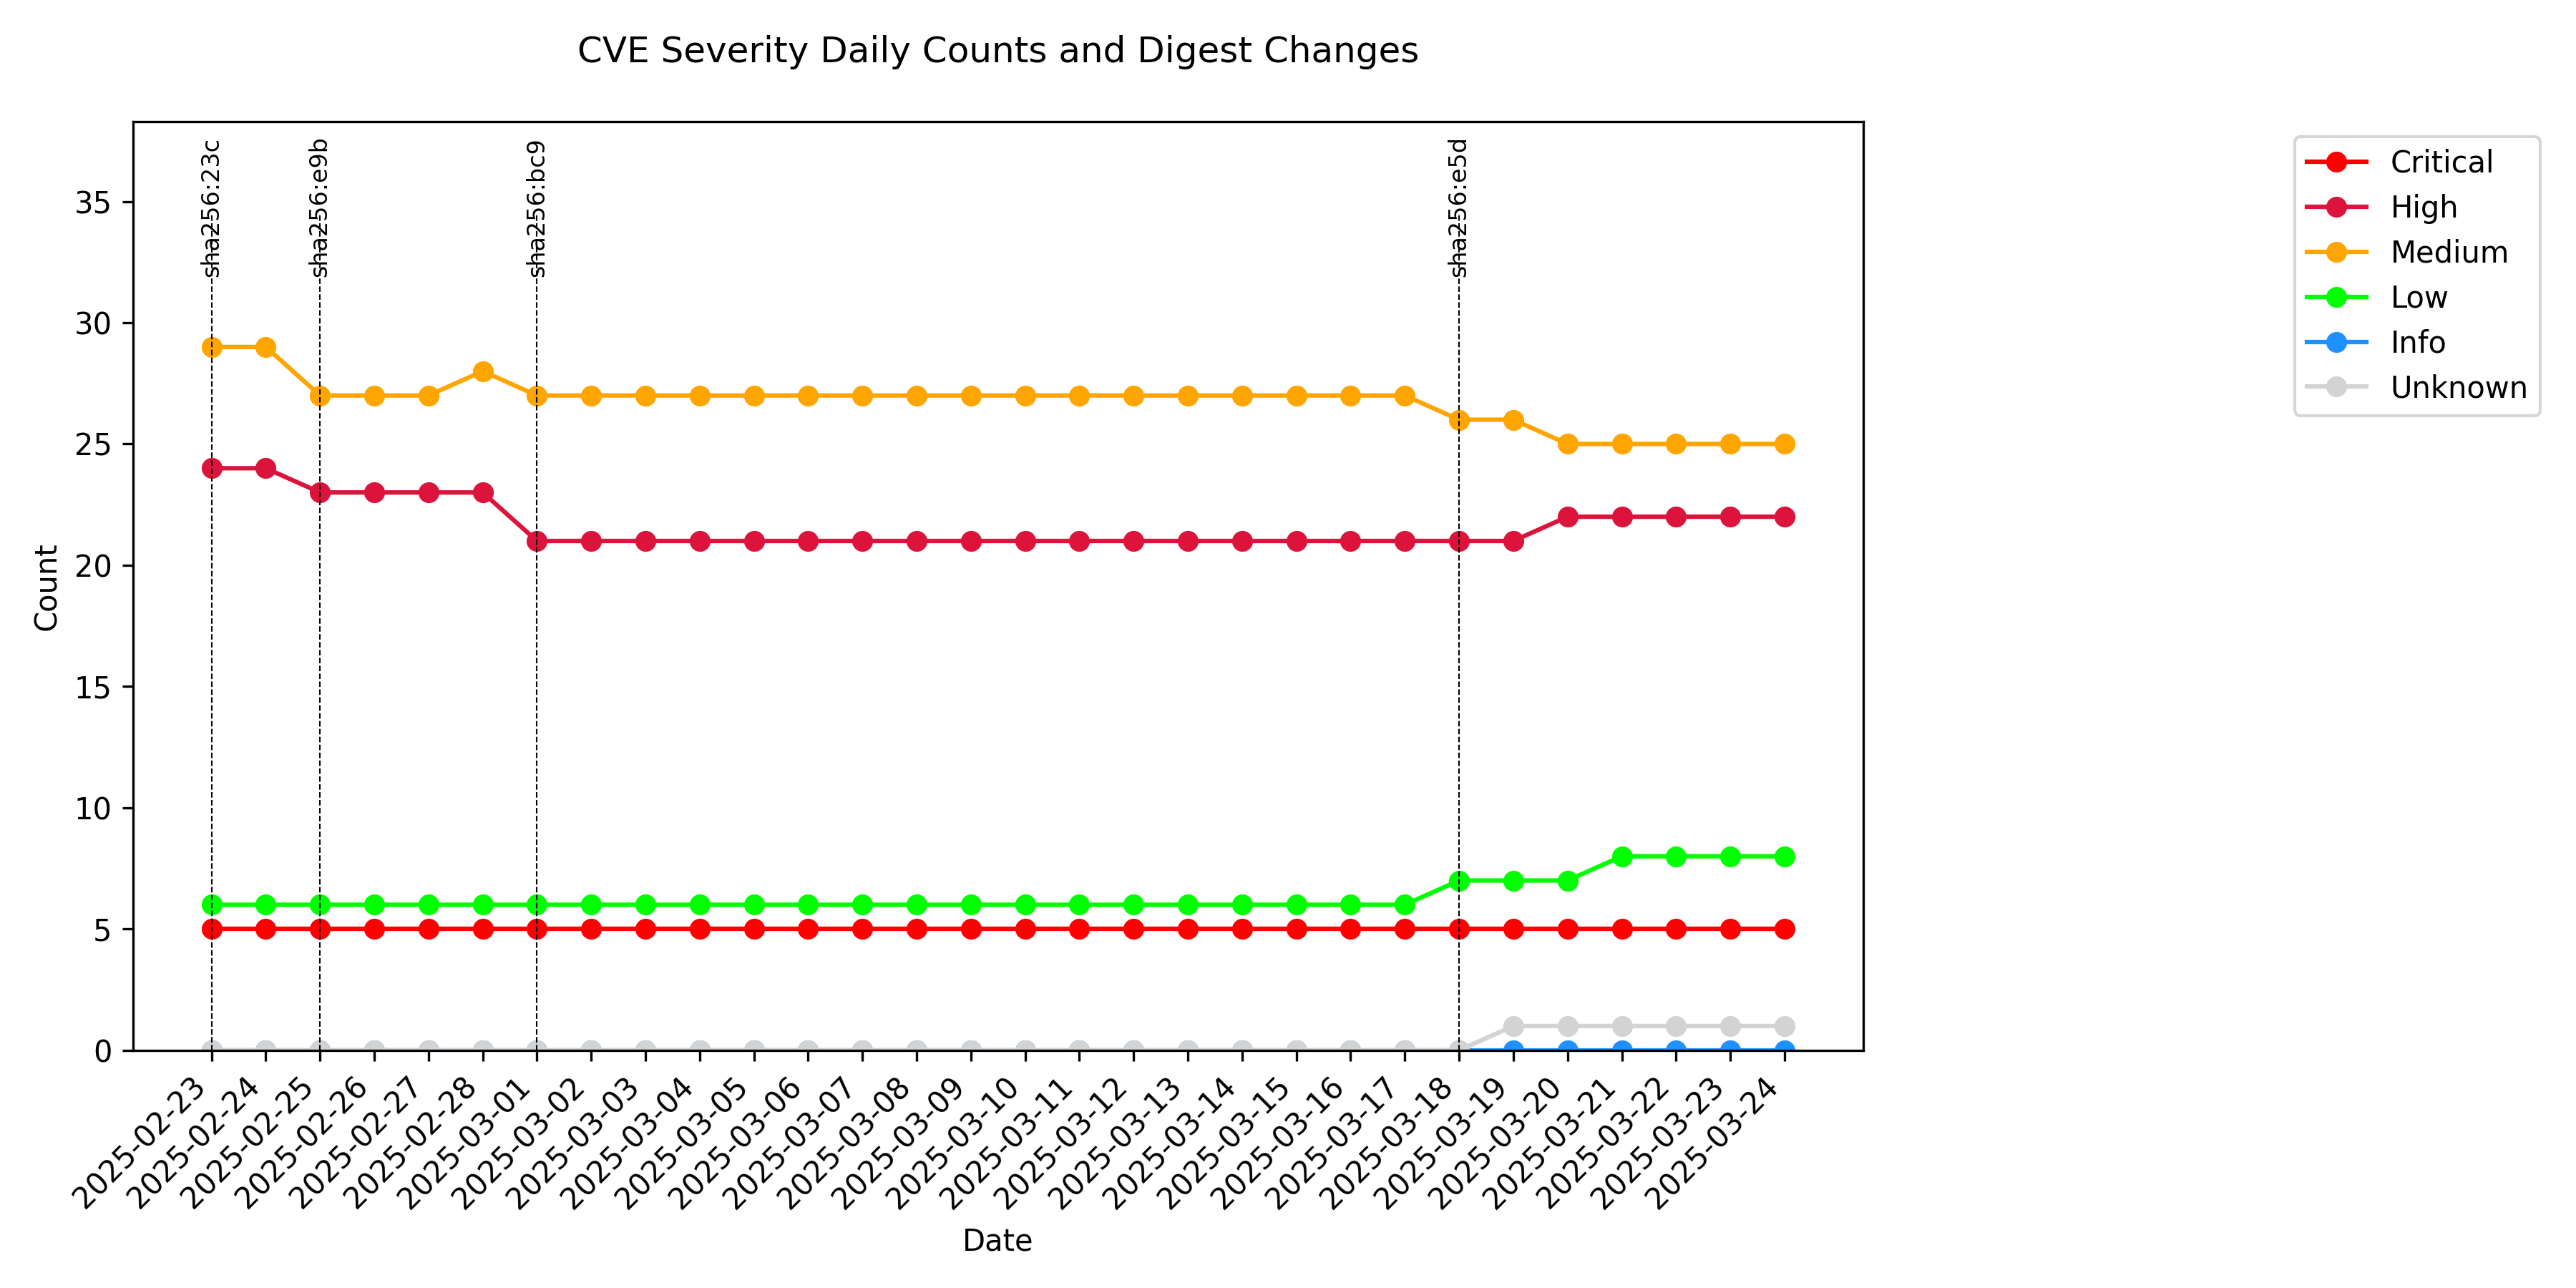 CVE Severity Daily Counts and Digest Changes
sha256:23c
sha256:e9b
sha256:bc9
sha256:e5d
Critical
High
Medium
Low
Info
Unknown
35
30
25
20
15
10
5
0
Count
2025-02-23
2025-02-24
2025-02-25
2025-02-26
2025-02-27
2025-02-28
2025-03-01
2025-03-02
2025-03-03
2025-03-04
2025-03-05
2025-03-06
2025-03-07
2025-03-08
2025-03-09
2025-03-10
2025-03-11
2025-03-12
2025-03-13
2025-03-14
2025-03-15
2025-03-16
2025-03-17
2025-03-18
2025-03-19
2025-03-20
2025-03-21
2025-03-22
2025-03-23
2025-03-24
Date